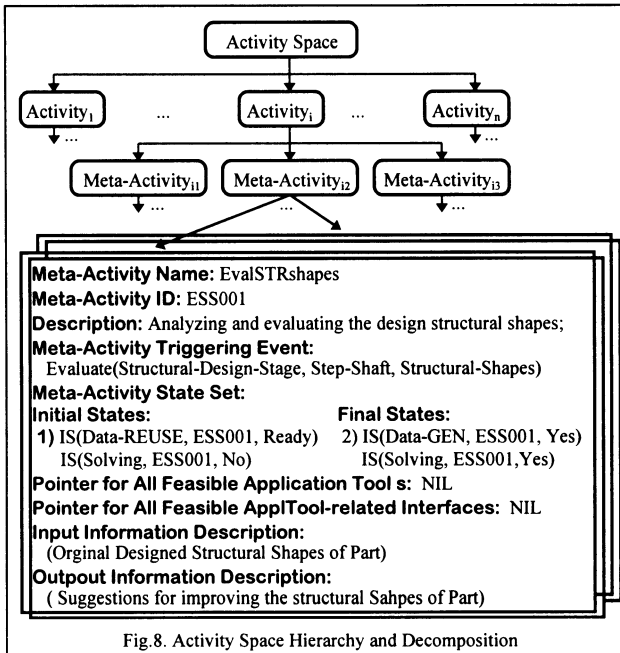 Activity Space
Activity1 ... Activityi ... Activityn
... ...
Meta-Activityi1 Meta-Activityi2 Meta-Activityi3
... ... ...
Meta-Activity Name: EvalSTRshapes
Meta-Activity ID: ESS001
Description: Analyzing and evaluating the design structural shapes;
Meta-Activity Triggering Event:
Evaluate(Structural-Design-Stage, Step-Shaft, Structural-Shapes)
Meta-Activity State Set:
Initial States: Final States:
1) IS(Data-REUSE, ESS001, Ready) 2) IS(Data-GEN, ESS001, Yes)
IS(Solving, ESS001, No) IS(Solving, ESS001,Yes)
Pointer for All Feasible Application Tool s: NIL
Pointer for All Feasible ApplTool-related Interfaces: NIL
Input Information Description:
(Orginal Designed Structural Shapes of Part)
Outpout Information Description:
( Suggestions for improving the structural Sahpes of Part)
Fig.8. Activity Space Hierarchy and Decomposition